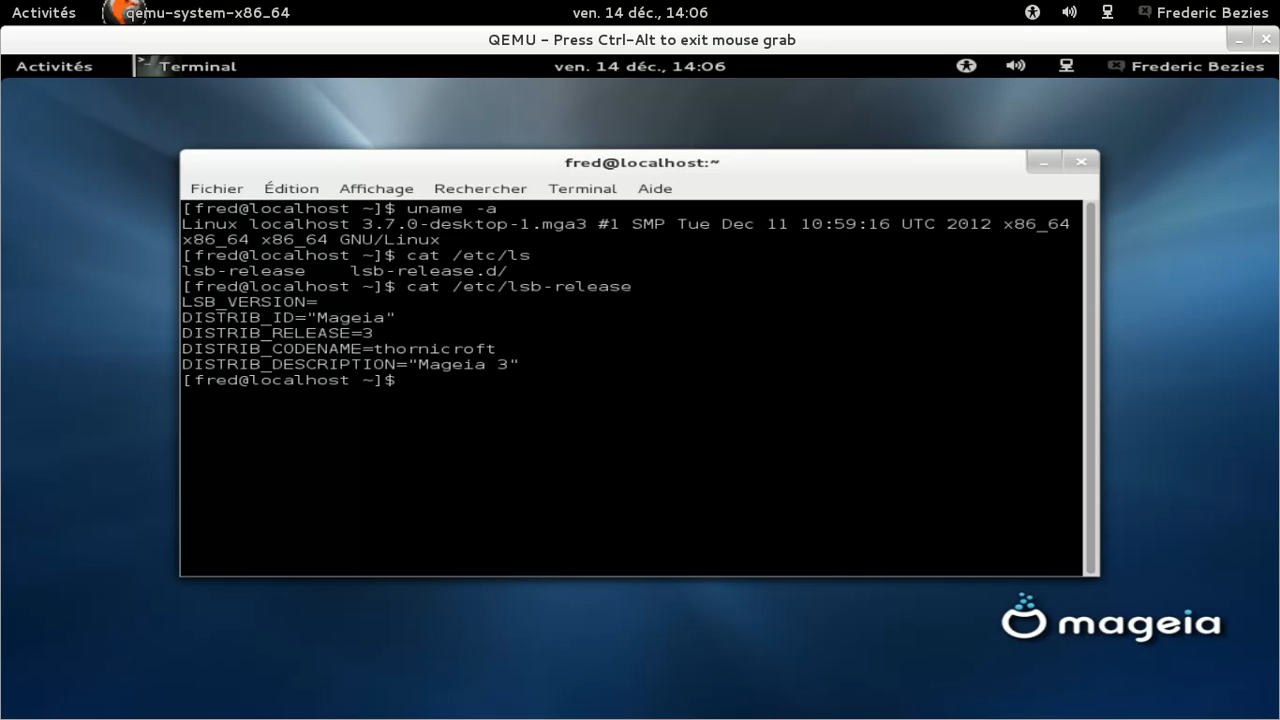 Activités qemu-system-x86_64 ven. 14 déc., 14:06 Frederic Bezies
QEMU - Press Ctrl-Alt to exit mouse grab
Activités Terminal ven. 14 déc., 14:06 Frederic Bezies
fred@localhost:~
Fichier Édition Affichage Rechercher Terminal Aide
[fred@localhost ~]$ uname -a
Linux localhost 3.7.0-desktop-1.mga3 #1 SMP Tue Dec 11 10:59:16 UTC 2012 x86_64
x86_64 x86_64 GNU/Linux
[fred@localhost ~]$ cat /etc/ls
lsb-release lsb-release.d/
[fred@localhost ~]$ cat /etc/lsb-release
LSB_VERSION=
DISTRIB_ID="Mageia"
DISTRIB_RELEASE=3
DISTRIB_CODENAME=thornicroft
DISTRIB_DESCRIPTION="Mageia 3"
[fred@localhost ~]$
mageia